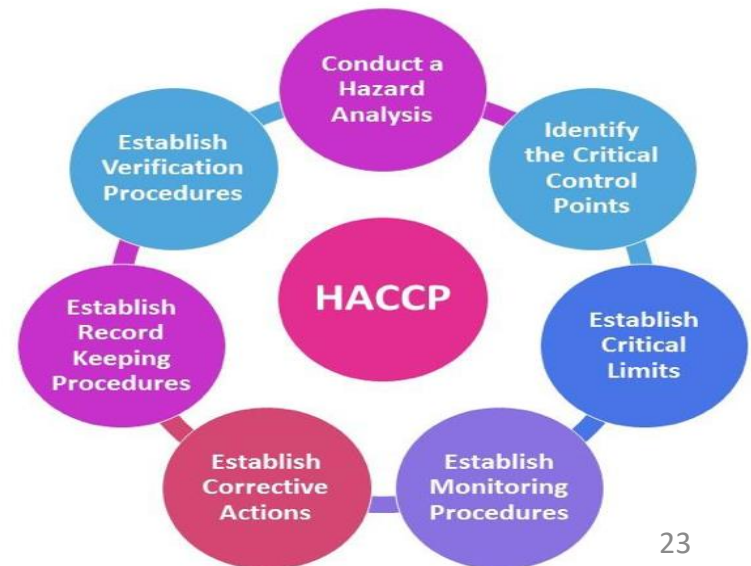 Conduct a
Hazard
Analysis
Identify
the Critical
Control
Points
Establish
Critical
Limits
Establish
Monitoring
Procedures
Establish
Corrective
Actions
Establish
Record
Keeping
Procedures
Establish
Verification
Procedures
HACCP
23